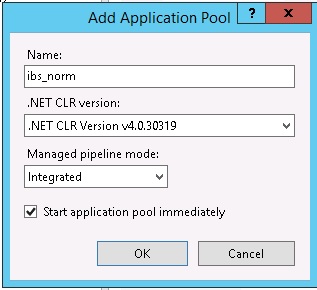 Add Application Pool ? x
Name:
ibs_norm
.NET CLR version:
.NET CLR Version v4.0.30319
Managed pipeline mode:
Integrated
Start application pool immediately
OK Cancel